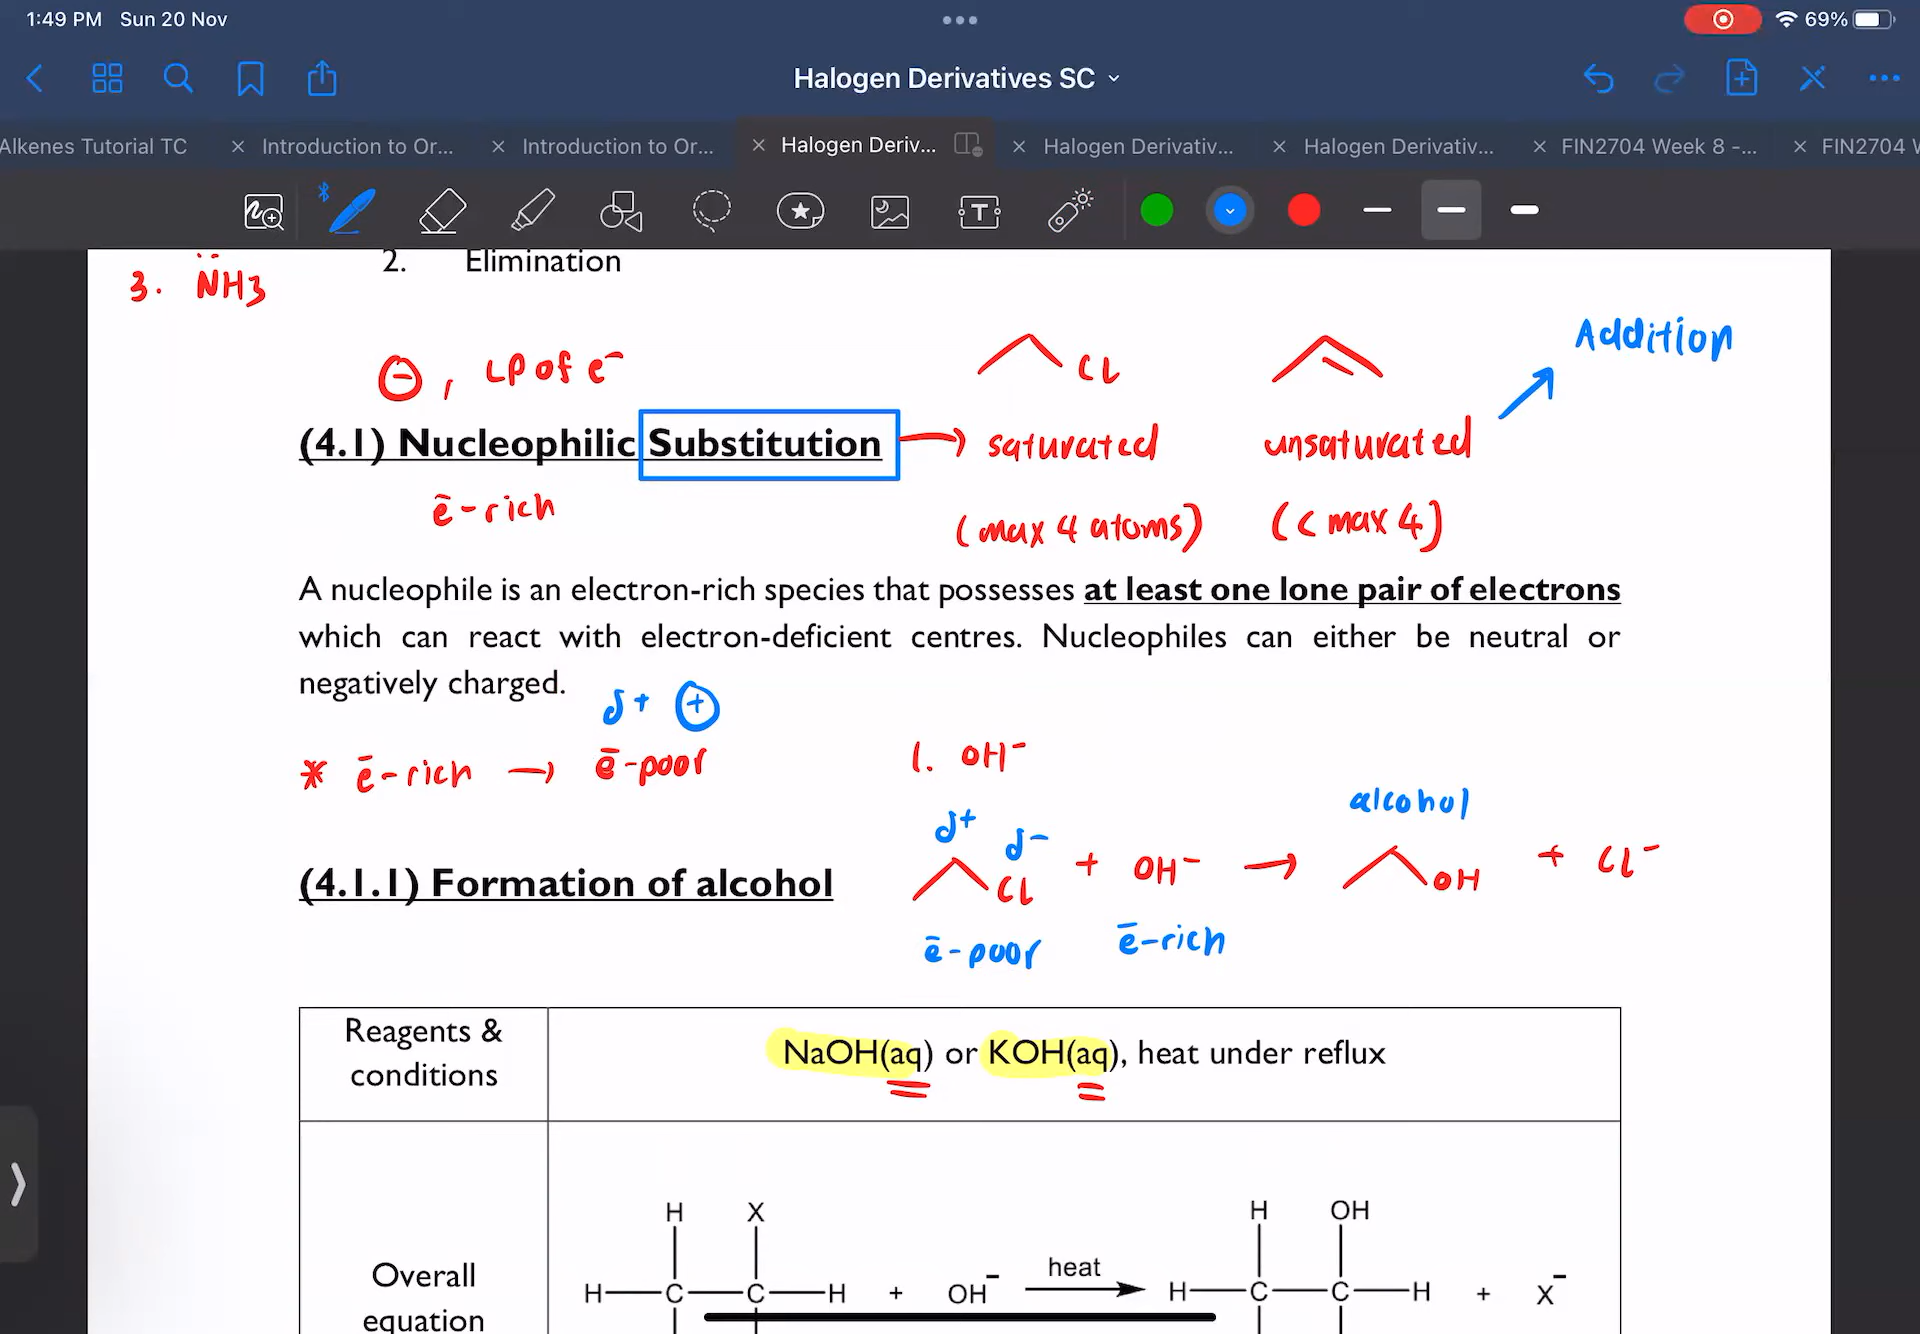 1:49 PM Sun 20 Nov
69%
Halogen Derivatives SC
Alkenes Tutorial TC
Introduction to Or...
Introduction to Or...
Halogen Deriv...
Halogen Derivativ...
Halogen Derivativ...
FIN2704 Week 8 -...
FIN2704 W
2. Elimination
3. N̈H3
⊖, LP of e⁻
Cl
Addition
(4.1) Nucleophilic Substitution → saturated
unsaturated
ē-rich
(max 4 atoms)
(< max 4)
A nucleophile is an electron-rich species that possesses at least one lone pair of electrons
which can react with electron-deficient centres. Nucleophiles can either be neutral or
negatively charged.
δ+ ⊕
* ē-rich → ē-poor
1. OH⁻
alcohol
δ+ δ−
(4.1.1) Formation of alcohol
Cl + OH⁻ → OH + Cl⁻
ē-poor
ē-rich
Reagents &
conditions
NaOH(aq) or KOH(aq), heat under reflux
Overall
equation
H X
H OH
heat
H C C H + OH⁻ → H C C H + X⁻